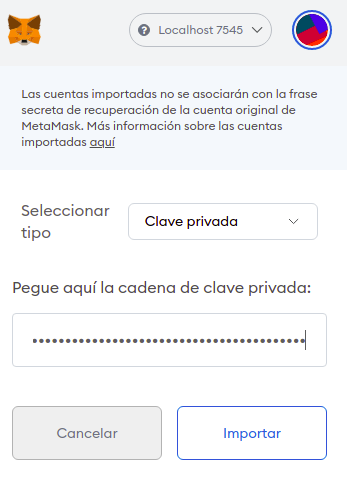 Localhost 7545
Las cuentas importadas no se asociarán con la frase
secreta de recuperación de la cuenta original de
MetaMask. Más información sobre las cuentas
importadas aquí
Seleccionar
tipo
Clave privada
Pegue aquí la cadena de clave privada:
Cancelar
Importar